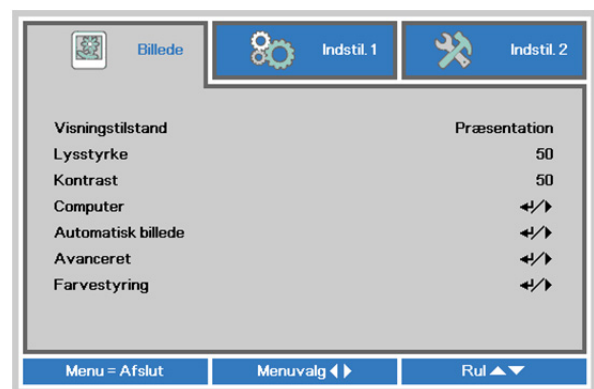 Billede Indstil. 1 Indstil. 2
Visningstilstand Præsentation
Lysstyrke 50
Kontrast 50
Computer
Automatisk billede
Avanceret
Farvestyring
Menu = Afslut Menuvalg Rul